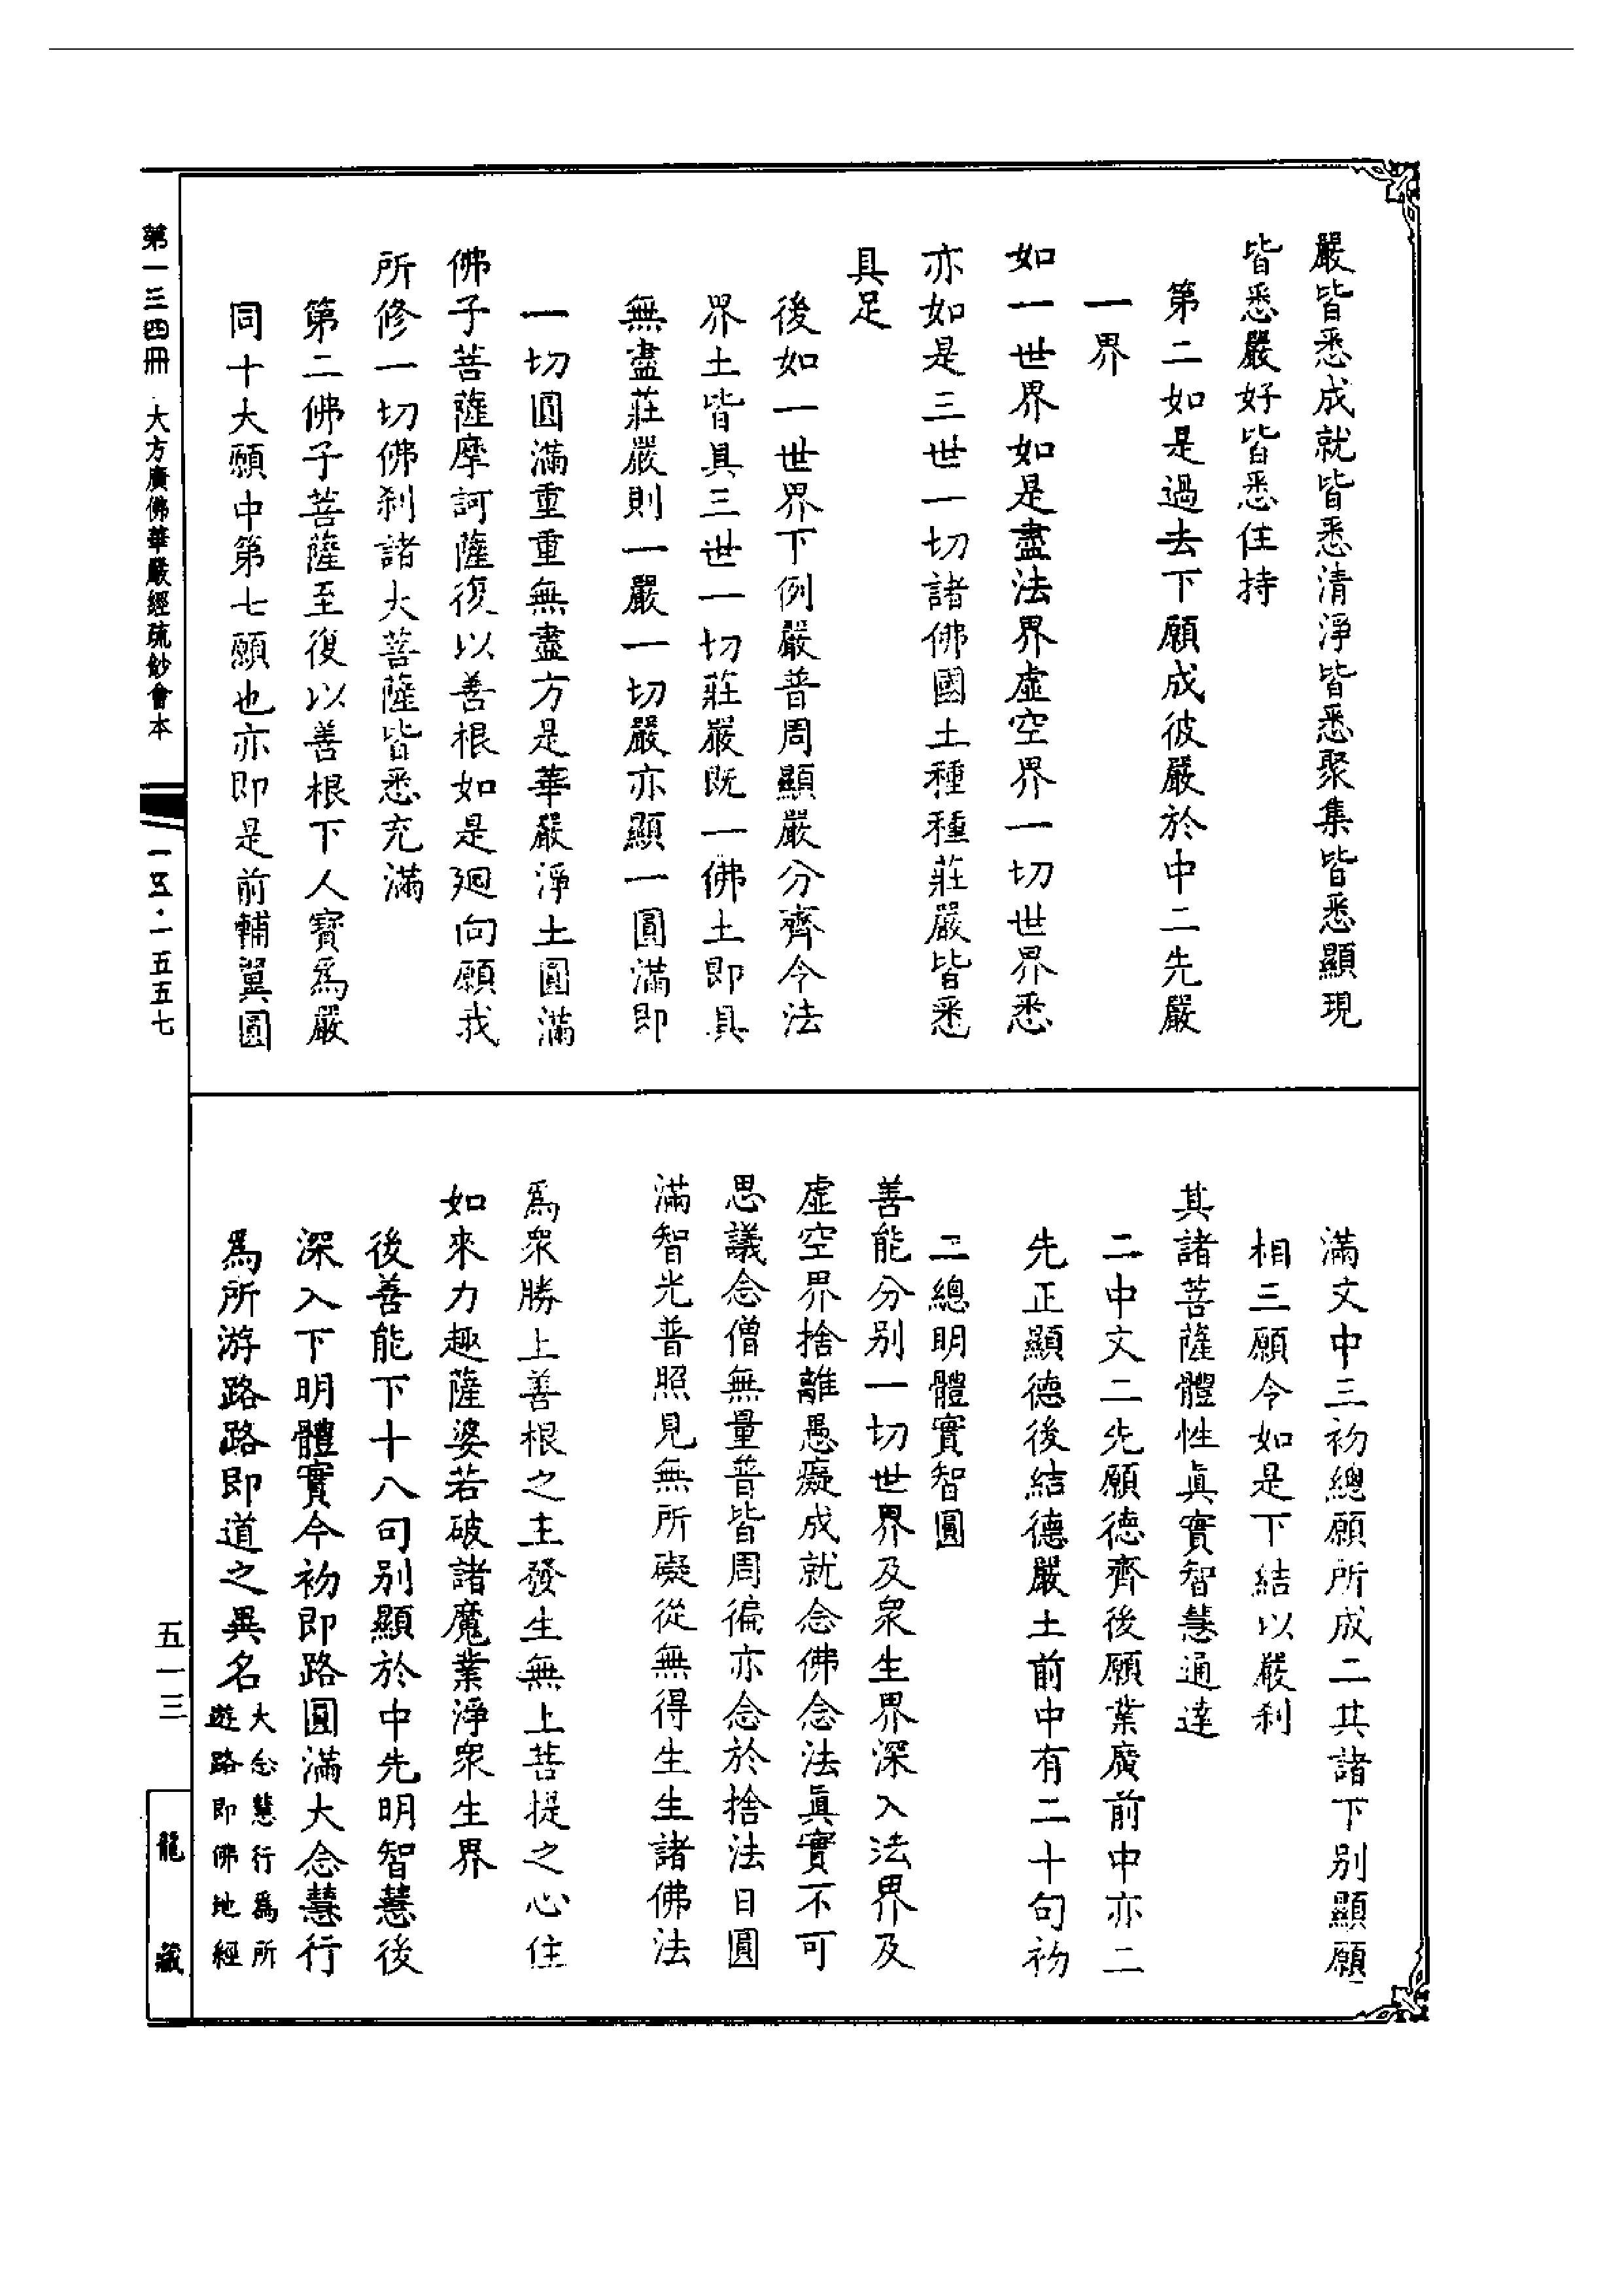 嚴皆悉成就皆悉清淨皆悉聚集皆悉顯現
皆悉嚴好皆悉住持
第二如是過去下願成彼嚴於中二先嚴
一界
如一世界如是盡法界虛空界一切世界悉
亦如是三世一切諸佛國土種種莊嚴皆悉
具足
後如一世界下例嚴普周顯嚴分齊令法
界土皆具三世一切莊嚴既一佛土即具
無盡莊嚴則一嚴一切嚴亦顯一圓滿即
一切圓滿重重無盡方是華嚴淨土圓滿
佛子菩薩摩訶薩復以善根如是迴向願我
所修一切佛刹諸大菩薩皆悉充滿
第二佛子菩薩至復以善根下人寶為嚴
同十大願中第七願也亦即是前輔翼圓
滿文中三初總願所成二其諸下別顯願
相三願令如是下結以嚴刹
其諸菩薩體性眞實智慧通達
二中文二先願德齊後願業廣前中亦二
先正顯德後結德嚴土前中有二十句初
二總明體實智圓
善能分別一切世界及眾生界深入法界及
虛空界捨離愚癡成就念佛念法眞實不可
思議念僧無量普皆周徧亦念於捨法日圓
滿智光普照見無所礙從無得生生諸佛法
為眾勝上善根之主發生無上菩提之心住
如來力趣薩婆若破諸魔業淨眾生界
後善能下十八句別顯於中先明智慧後
深入下明體實今初即路圓滿大念慧行
為所游路路即道之異名大念慧行為所遊路即佛地經
第一三四冊 大方廣佛華嚴經疏鈔會本
一五·一五五七
五一三
龍藏